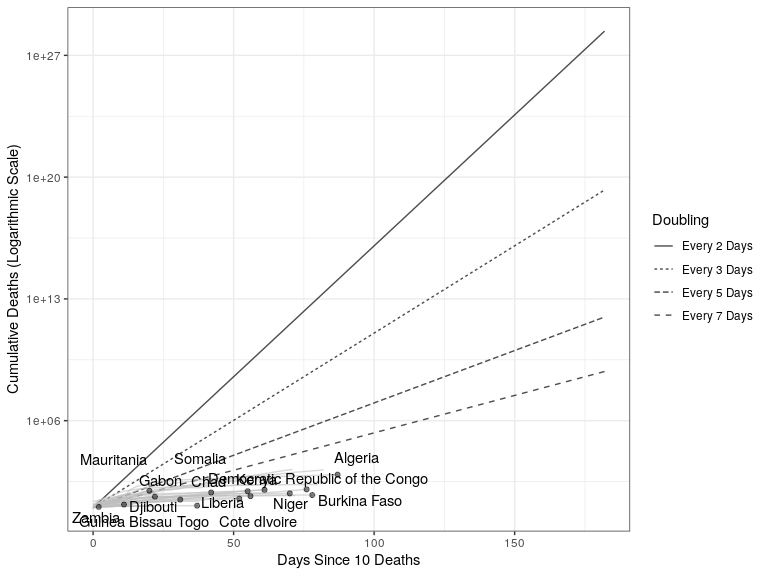 1e+27
1e+20
1e+13
1e+06
Cumulative Deaths (Logarithmic Scale)
Doubling
Every 2 Days
Every 3 Days
Every 5 Days
Every 7 Days
Mauritania
Somalia
Algeria
Gabon
Chad
Kenya
Democratic Republic of the Congo
Djibouti
Liberia
Niger
Burkina Faso
Zambia
Guinea Bissau
Togo
Cote dIvoire
0
50
100
150
Days Since 10 Deaths